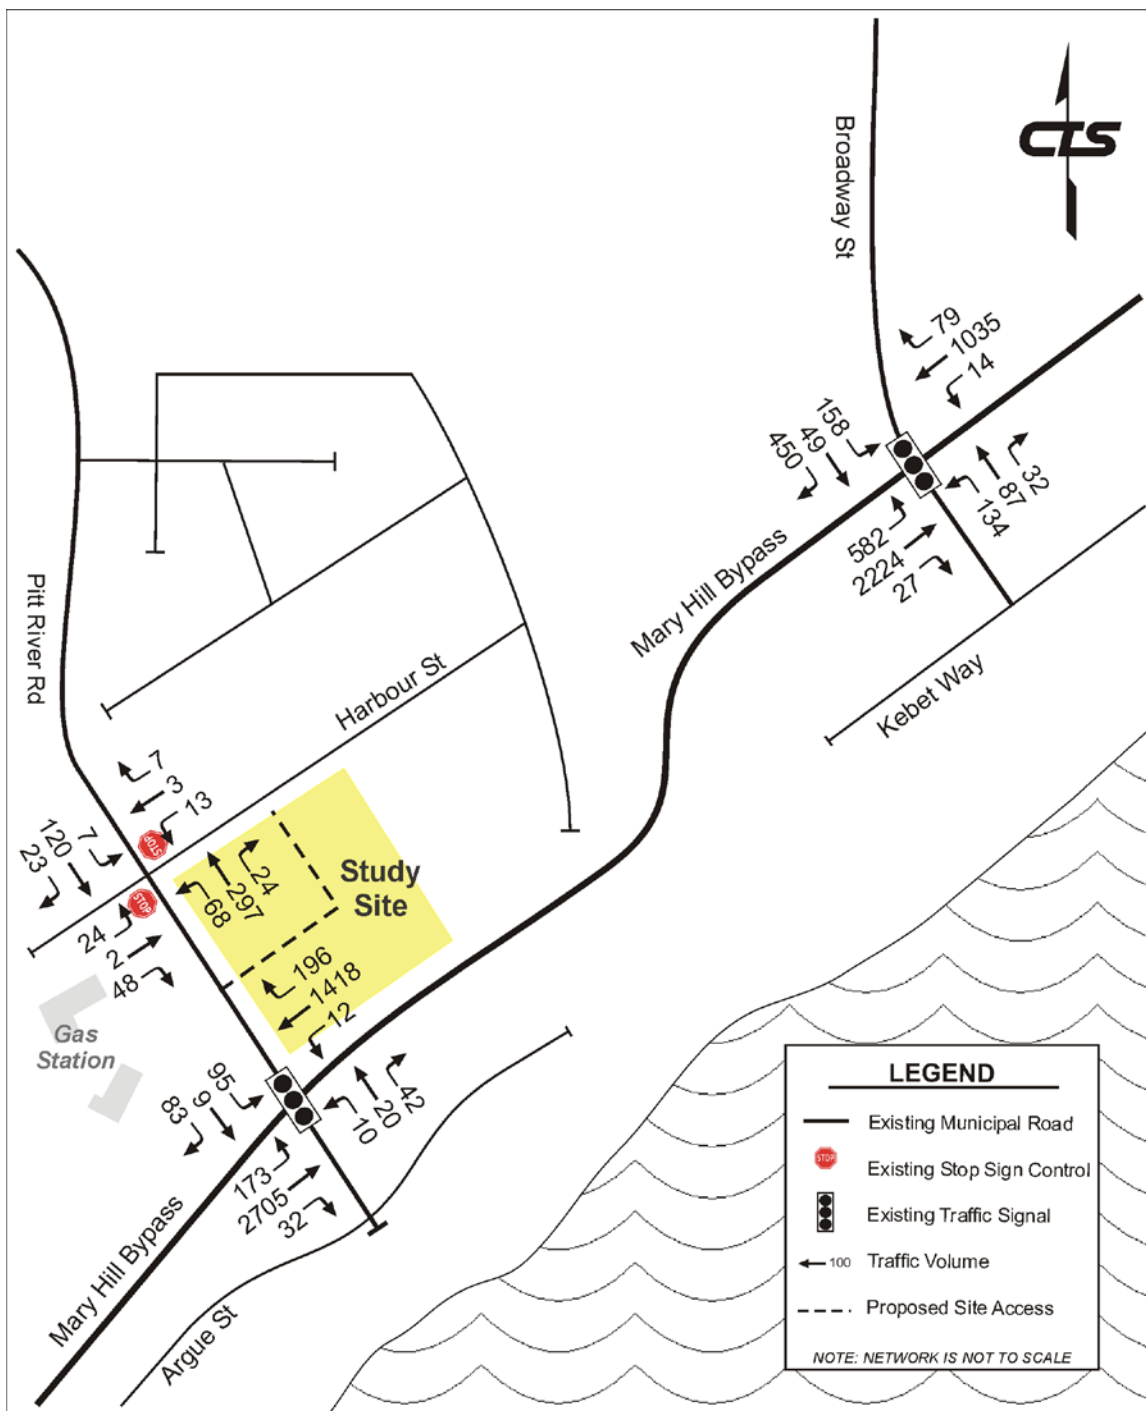 CTS
Broadway St
79
1035
14
158
49
450
32
87
134
582
2224
27
Mary Hill Bypass
Kebet Way
Pitt River Rd
Harbour St
7
3
13
STOP
7
120
23
STOP
24
297
68
24
2
48
Study
Site
196
1418
12
Gas
Station
95
9
83
42
20
10
173
2705
32
Mary Hill Bypass
Argue St
LEGEND
Existing Municipal Road
STOP
Existing Stop Sign Control
Existing Traffic Signal
100
Traffic Volume
Proposed Site Access
NOTE: NETWORK IS NOT TO SCALE